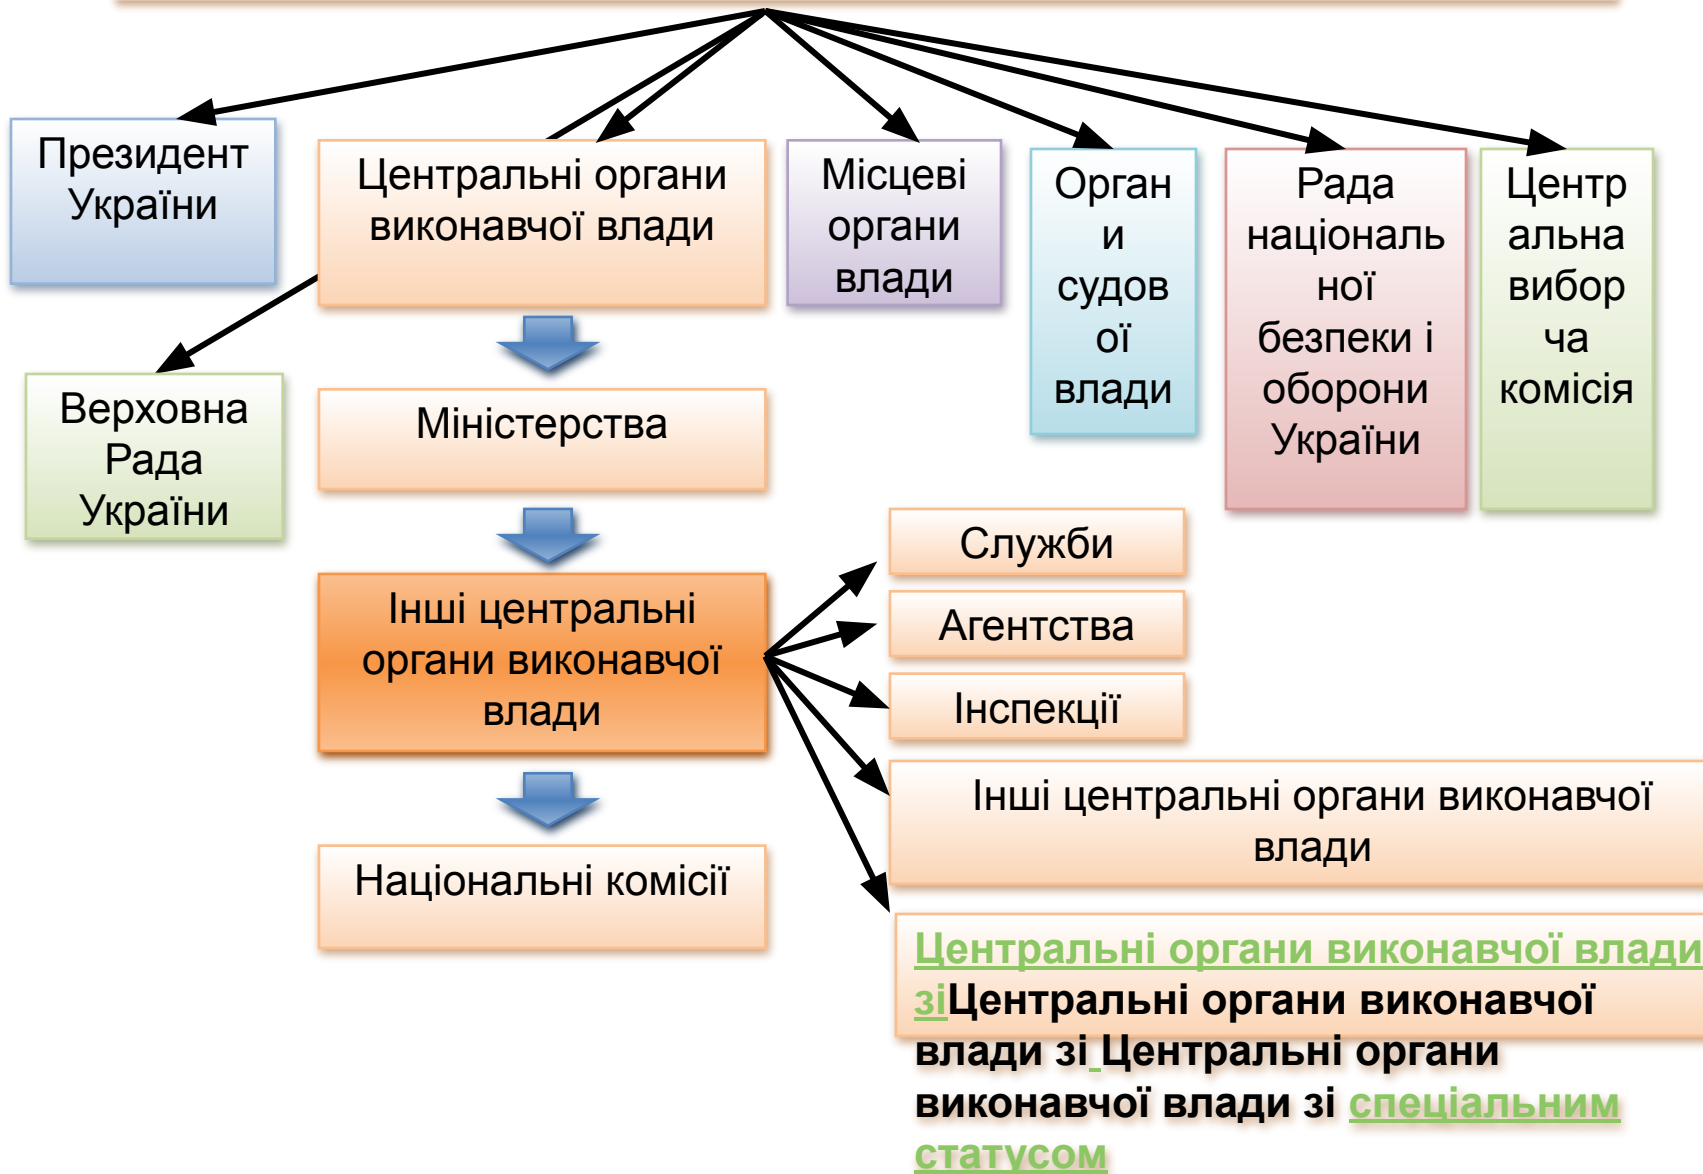 Президент
України
Центральні органи
виконавчої влади
Місцеві
органи
влади
Орган
и
судов
ої
влади
Рада
національ
ної
безпеки і
оборони
України
Центр
альна
вибор
ча
комісія
Верховна
Рада
України
Міністерства
Інші центральні
органи виконавчої
влади
Національні комісії
Служби
Агентства
Інспекції
Інші центральні органи виконавчої
влади
Центральні органи виконавчої влади
зіЦентральні органи виконавчої
влади зі Центральні органи
виконавчої влади зі спеціальним
статусом